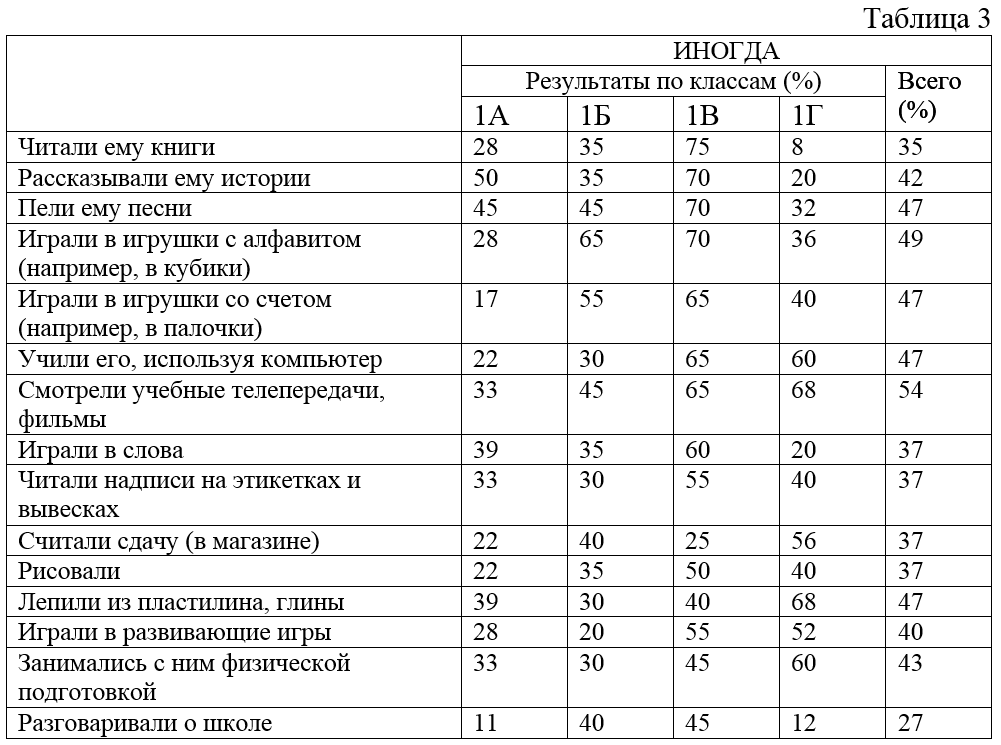 Таблица 3
ИНОГДА
Результаты по классам (%) Всего (%)
1А 1Б 1В 1Г
Читали ему книги 28 35 75 8 35
Рассказывали ему истории 50 35 70 20 42
Пели ему песни 45 45 70 32 47
Играли в игрушки с алфавитом 28 65 70 36 49
(например, в кубики)
Играли в игрушки со счетом 17 55 65 40 47
(например, в палочки)
Учили его, используя компьютер 22 30 65 60 47
Смотрели учебные телепередачи, 33 45 65 68 54
фильмы
Играли в слова 39 35 60 20 37
Читали надписи на этикетках и 33 30 55 40 37
вывесках
Считали сдачу (в магазине) 22 40 25 56 37
Рисовали 22 35 50 40 37
Лепили из пластилина, глины 39 30 40 68 47
Играли в развивающие игры 28 20 55 52 40
Занимались с ним физической 33 30 45 60 43
подготовкой
Разговаривали о школе 11 40 45 12 27